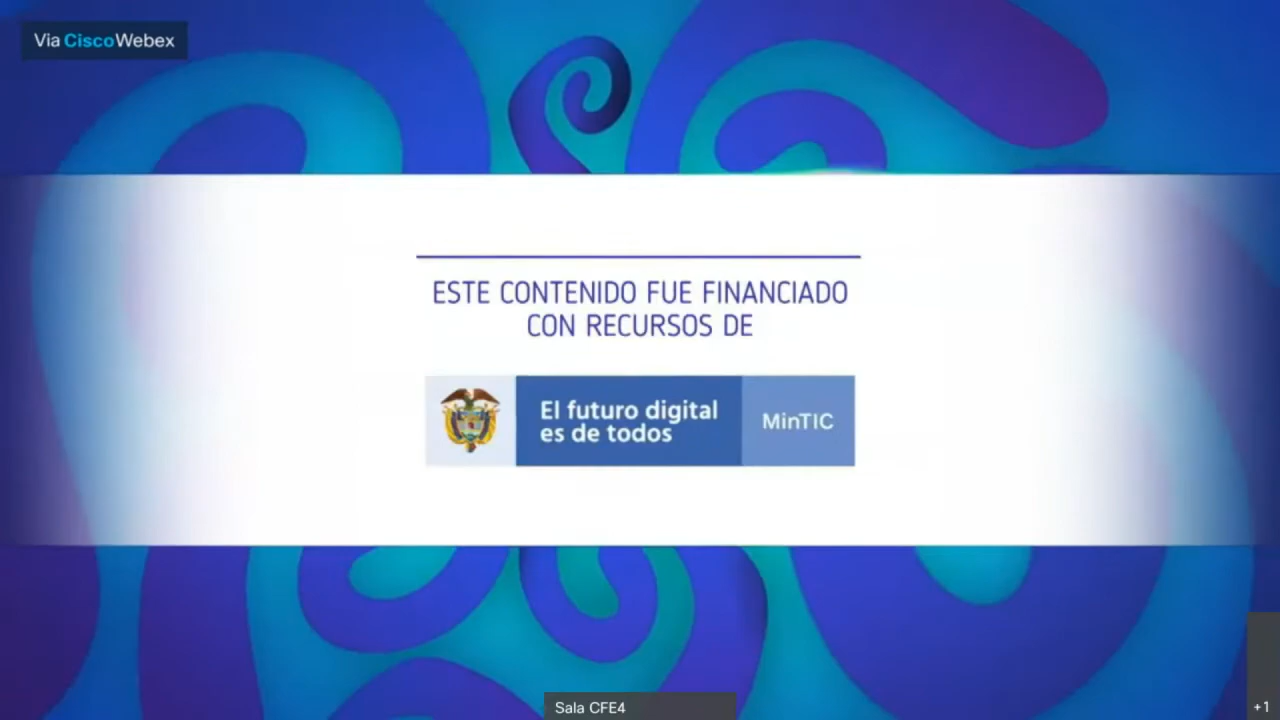 Via CiscoWebex
ESTE CONTENIDO FUE FINANCIADO
CON RECURSOS DE
El futuro digital
es de todos
MinTIC
Sala CFE4
+1